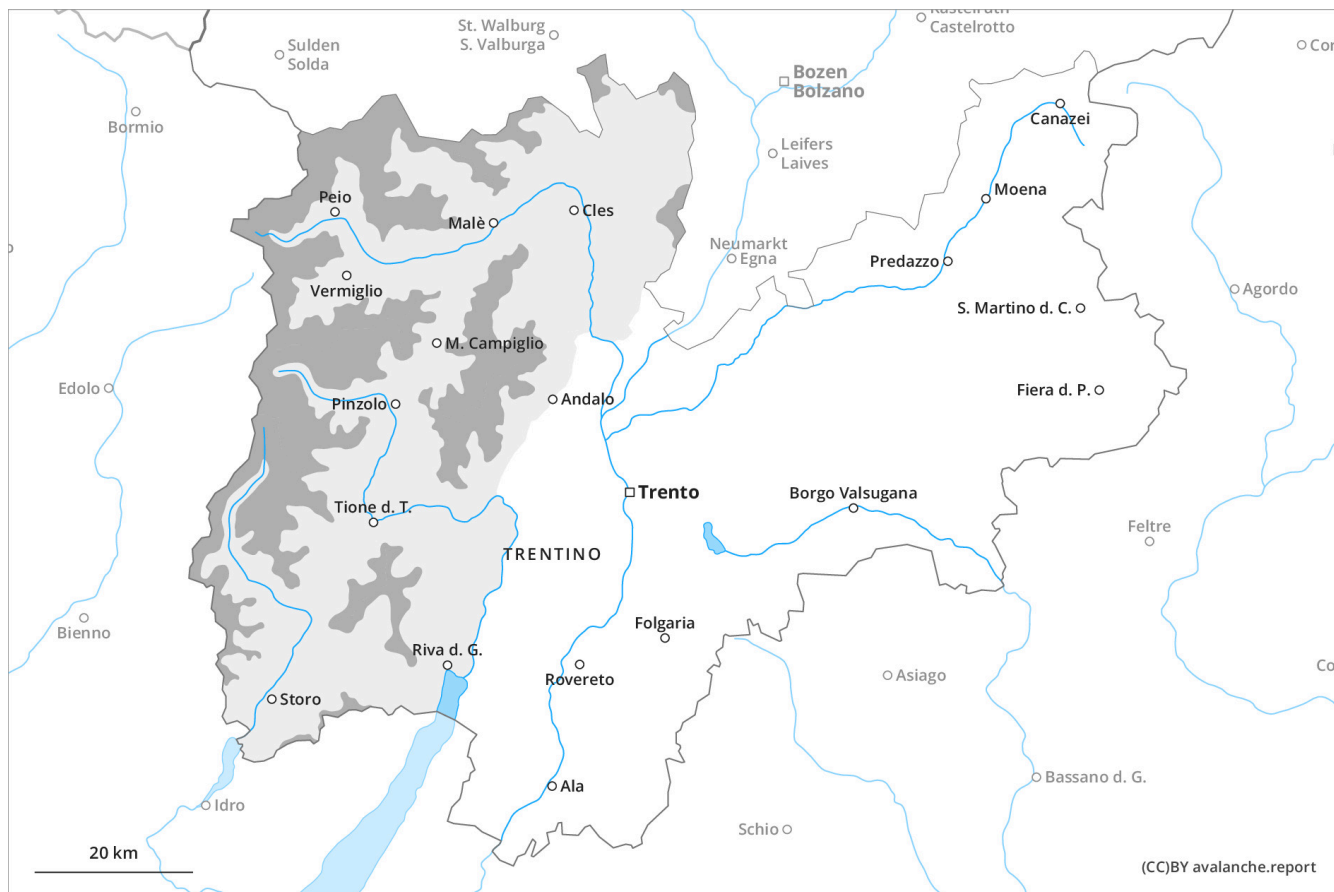 Kastelruth
Castelrotto
St. Walburg
S. Valburga
Sulden
Solda
Cor
Bozen
Bolzano
Bormio
Canazei
Leifers
Laives
Peio
Moena
Malè
Cles
Neumarkt
Egna
Predazzo
Vermiglio
Agordo
S. Martino d. C.
M. Campiglio
Edolo
Fiera d. P.
Pinzolo
Andalo
Trento
Borgo Valsugana
Tione d. T.
Feltre
TRENTINO
Bienno
Folgaria
Riva d. G.
Rovereto
Asiago
Co
Storo
Bassano d. G.
Ala
Idro
Schio
20 km
(CC)BY avalanche.report